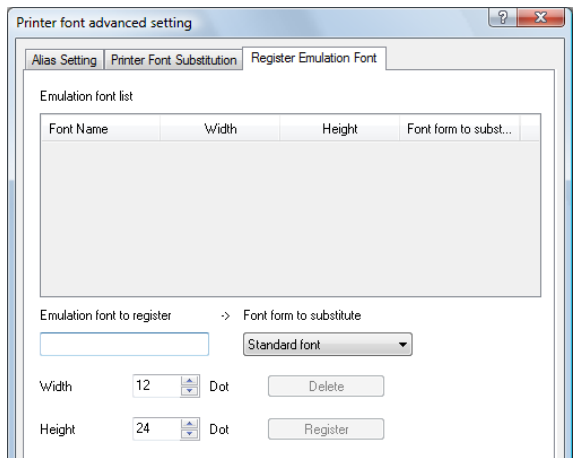 Printer font advanced setting
Alias Setting Printer Font Substitution Register Emulation Font
Emulation font list
Font Name Width Height Font form to subst...
Emulation font to register -> Font form to substitute
Standard font
Width 12 Dot Delete
Height 24 Dot Register